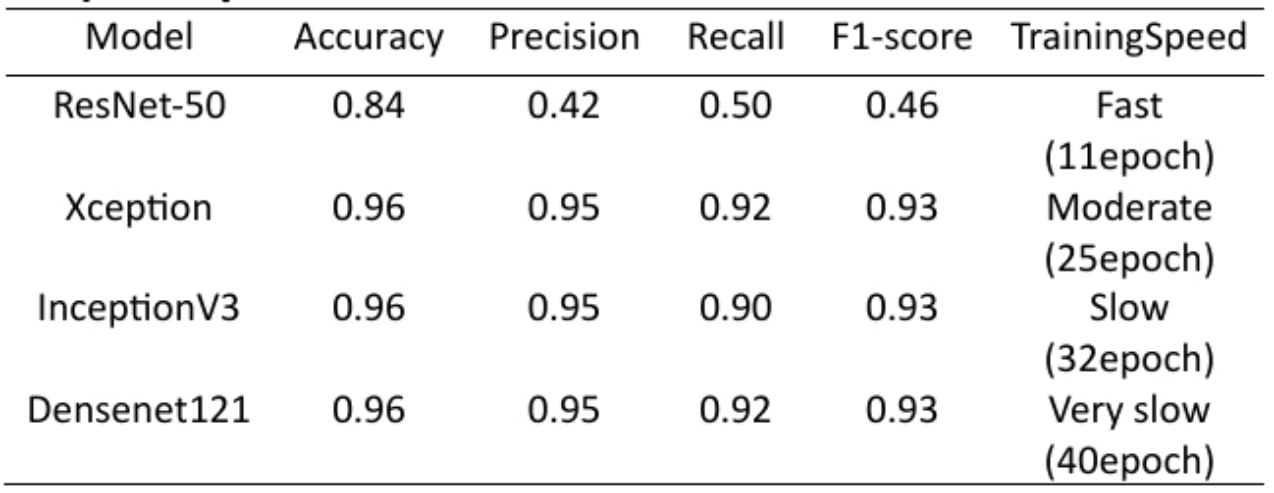 Model Accuracy Precision Recall F1-score TrainingSpeed
ResNet-50 0.84 0.42 0.50 0.46 Fast
(11epoch)
Xception 0.96 0.95 0.92 0.93 Moderate
(25epoch)
InceptionV3 0.96 0.95 0.90 0.93 Slow
(32epoch)
Densenet121 0.96 0.95 0.92 0.93 Very slow
(40epoch)